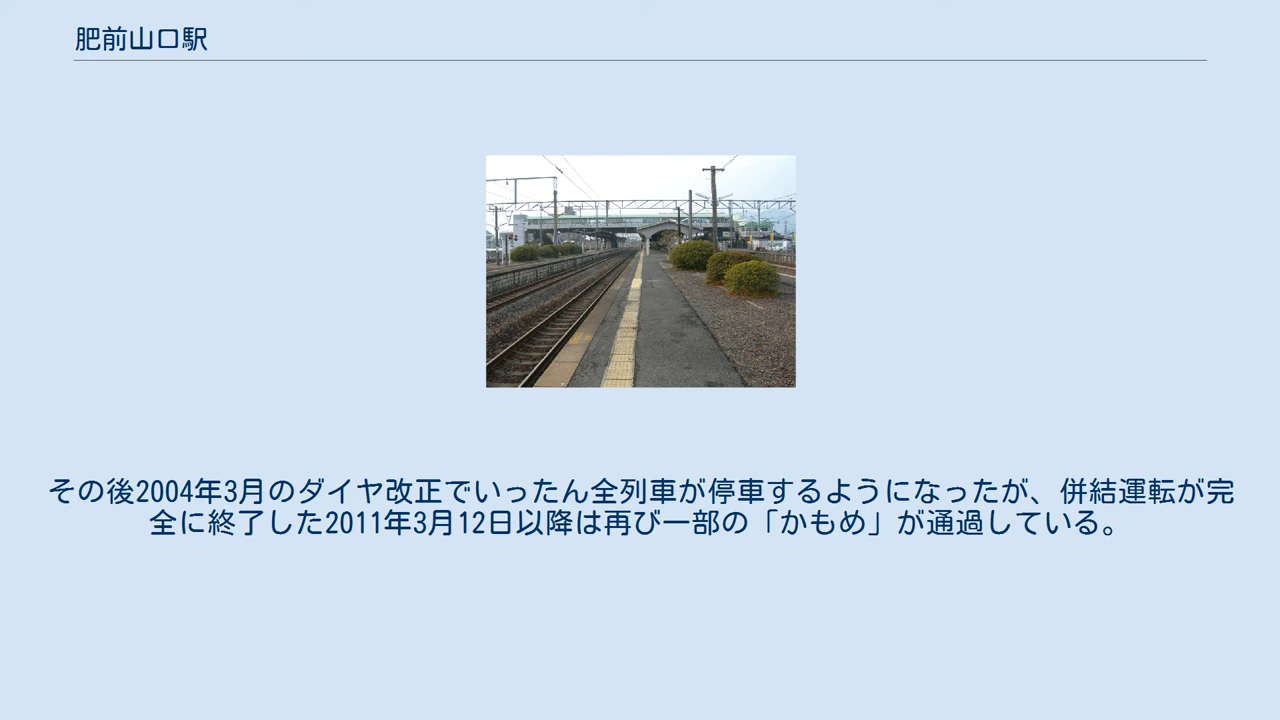 肥前山口駅
その後2004年3月のダイヤ改正でいったん全列車が停車するようになったが、併結運転が完
全に終了した2011年3月12日以降は再び一部の「かもめ」が通過している。